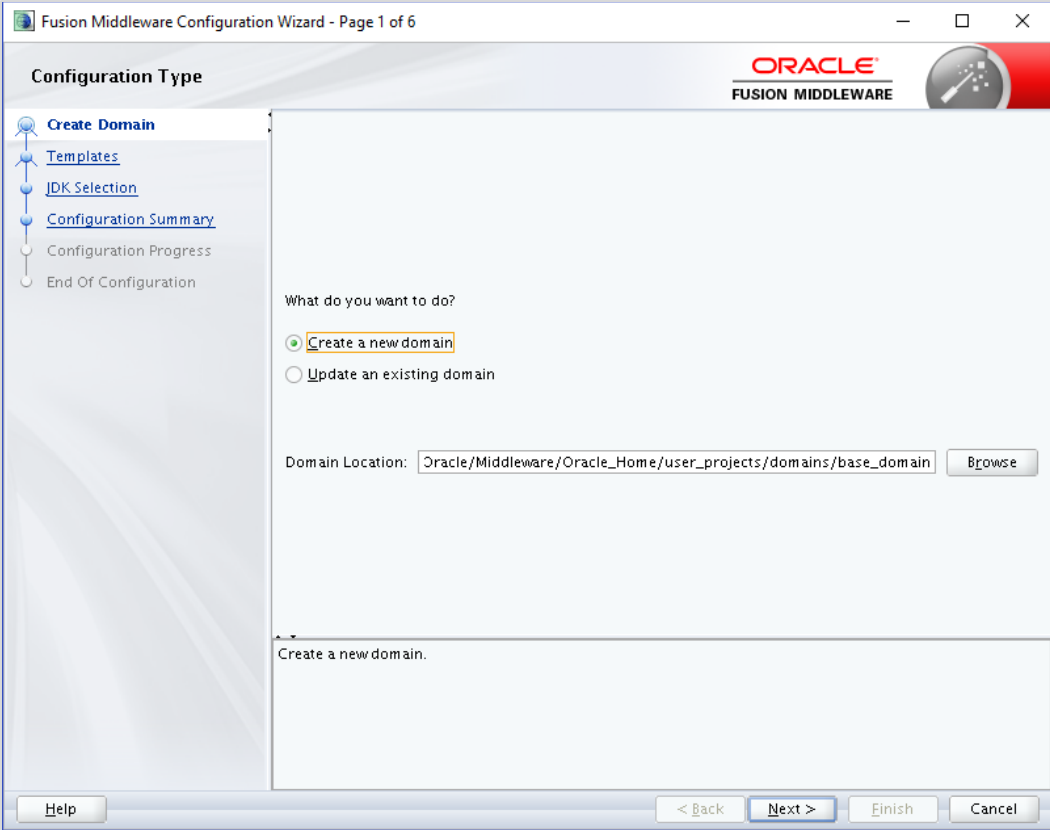 Fusion Middleware Configuration Wizard - Page 1 of 6
Configuration Type
ORACLE
FUSION MIDDLEWARE
Create Domain
Templates
JDK Selection
Configuration Summary
Configuration Progress
End Of Configuration
What do you want to do?
Create a new domain
Update an existing domain
Domain Location: Oracle/Middleware/Oracle_Home/user_projects/domains/base_domain Browse
Create a new domain.
Help < Back Next > Finish Cancel